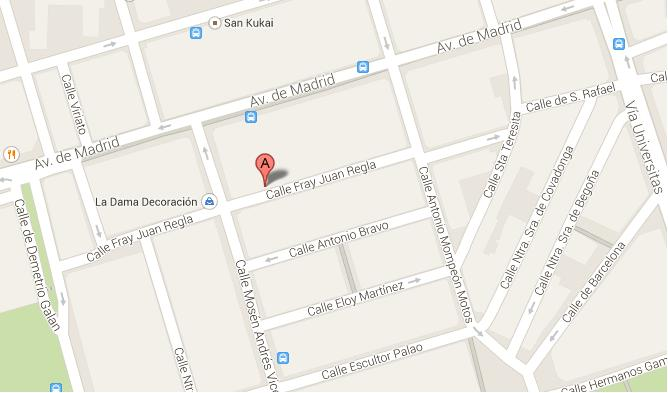 San Kukai
Av. de Madrid
Calle Viriato
Av. de Madrid
Calle de S. Rafael
Vía Universitas
Av. de Madrid
A
Calle Fray Juan Regla
Calle Sta Teresita
La Dama Decoración
Calle Fray Juan Regla
Calle de Demetrio Galan
Calle Antonio Bravo
Calle Antonio Mompeón Motos
Calle Ntra. Sra. de Covadonga
Calle Ntra. Sra. de Begoña
Calle de Barcelona
Calle Mosén Andrés Vice
Calle Eloy Martínez
Calle Escultor Palao
Calle Ntr
Calle Hermanos Gam